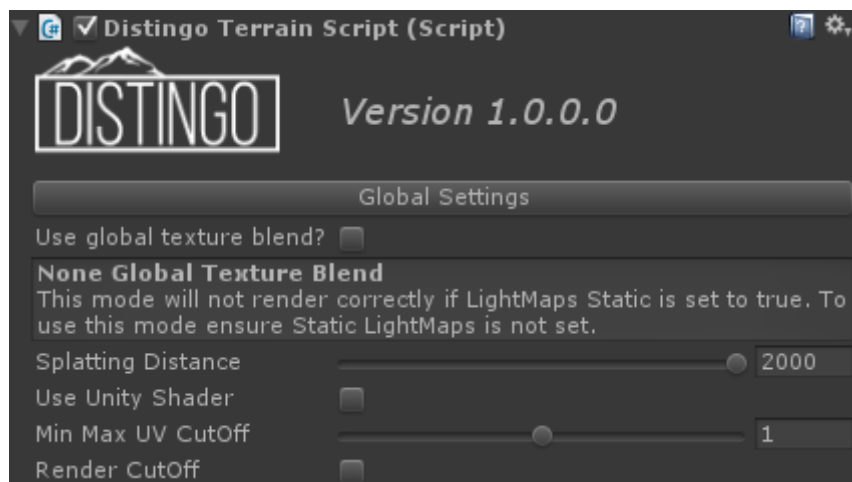 Distingo Terrain Script (Script)
DISTINGO
Version 1.0.0.0
Global Settings
Use global texture blend?
None Global Texture Blend
This mode will not render correctly if LightMaps Static is set to true. To
use this mode ensure Static LightMaps is not set.
Splatting Distance 2000
Use Unity Shader
Min Max UV CutOff 1
Render CutOff